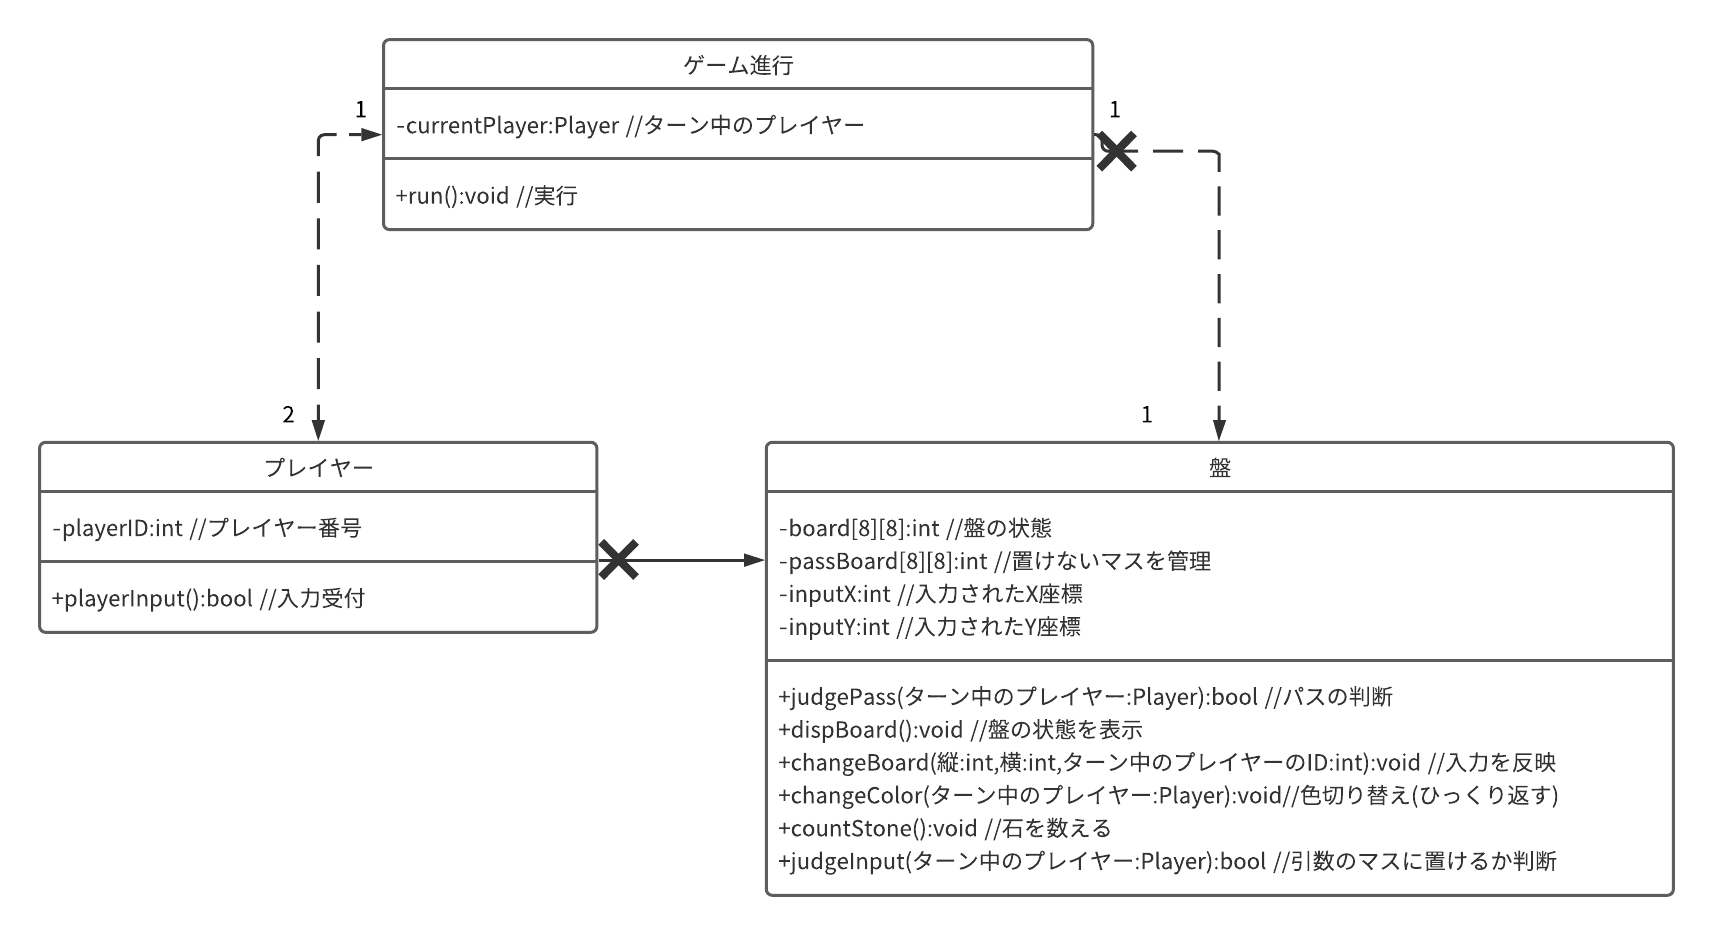 ゲーム進行
1
1
-currentPlayer:Player //ターン中のプレイヤー
+run():void //実行
2
1
プレイヤー
-playerID:int //プレイヤー番号
+playerInput():bool //入力受付
盤
-board[8][8]:int //盤の状態
-passBoard[8][8]:int //置けないマスを管理
-inputX:int //入力されたX座標
-inputY:int //入力されたY座標
+judgePass(ターン中のプレイヤー:Player):bool //パスの判断
+dispBoard():void //盤の状態を表示
+changeBoard(縦:int,横:int,ターン中のプレイヤーのID:int):void //入力を反映
+changeColor(ターン中のプレイヤー:Player):void//色切り替え(ひっくり返す)
+countStone():void //石を数える
+judgeInput(ターン中のプレイヤー:Player):bool //引数のマスに置けるか判断